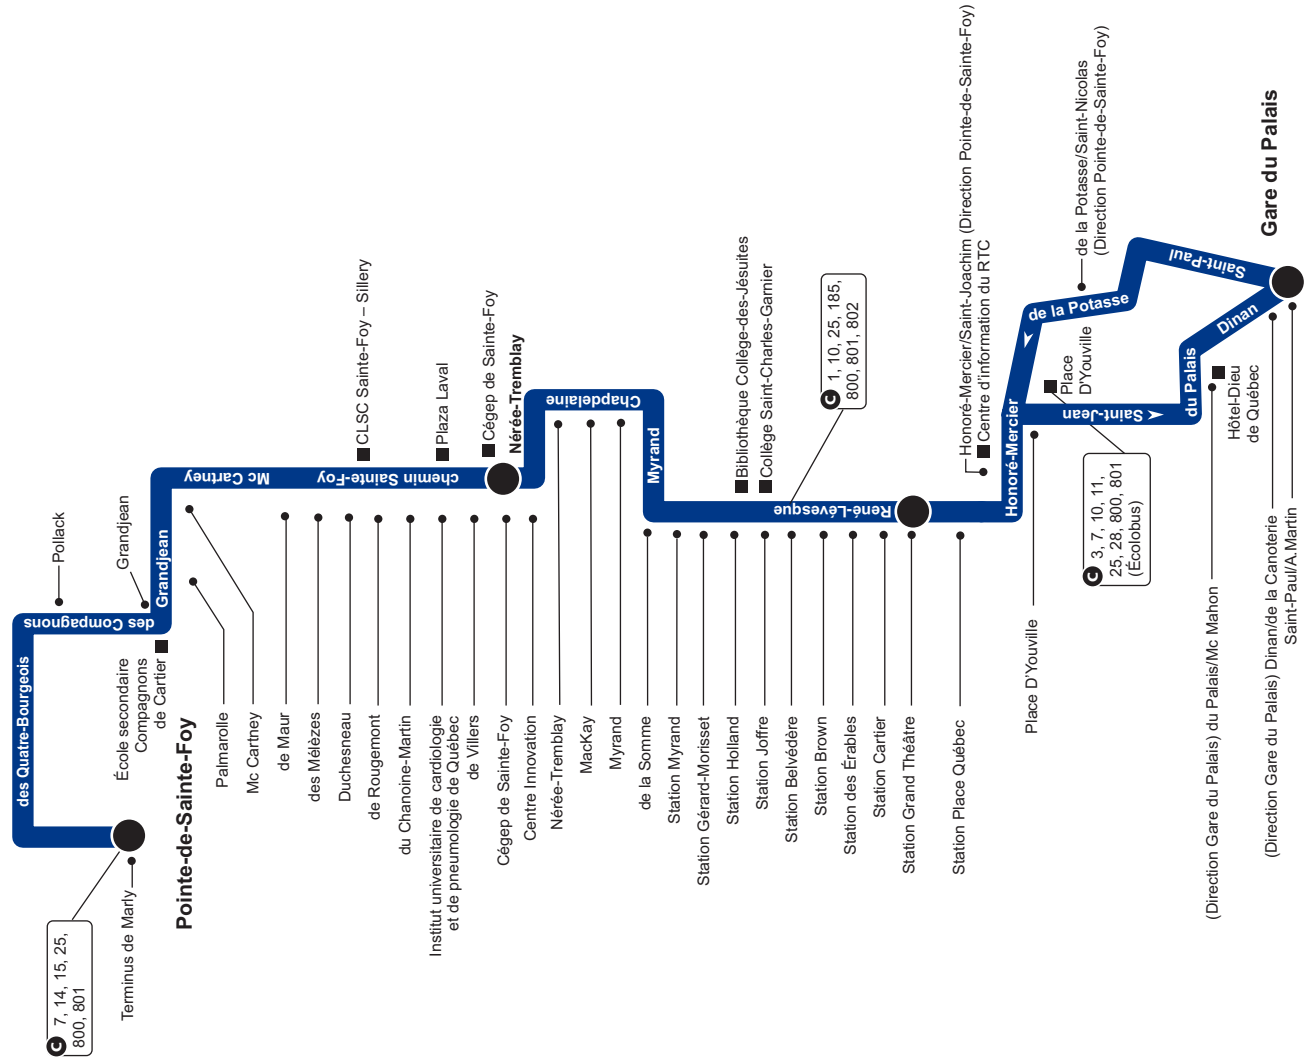 C 7, 14, 15, 25,
800, 801
Terminus de Marly
Pointe-de-Sainte-Foy
des Quatre-Bourgeois
des Compagnons
Pollack
Grandjean
École secondaire
Compagnons
de Cartier
Grandjean
Palmarolle
Mc Cartney
Mc Cartney
chemin Sainte-Foy
de Maur
des Mélèzes
Duchesneau
de Rougemont
du Chanoine-Martin
Institut universitaire de cardiologie
et de pneumologie de Québec
de Villers
Cégep de Sainte-Foy
Centre Innovation
Nérée-Tremblay
MacKay
Myrand
CLSC Sainte-Foy – Sillery
Plaza Laval
Cégep de Sainte-Foy
Nérée-Tremblay
Chapdelaine
Myrand
René-Lévesque
de la Somme
Station Myrand
Station Gérard-Morisset
Station Holland
Station Joffre
Station Belvédère
Station Brown
Station des Érables
Station Cartier
Station Grand Théâtre
Station Place Québec
Bibliothèque Collège-des-Jésuites
Collège Saint-Charles-Garnier
C 1, 10, 25, 185,
800, 801, 802
Honoré-Mercier/Saint-Joachim (Direction Pointe-de-Sainte-Foy)
Centre d'information du RTC
Honoré-Mercier
Place D'Youville
Place
D'Youville
C 3, 7, 10, 11,
25, 28, 800, 801
(Écolobus)
de la Potasse
de la Potasse/Saint-Nicolas
(Direction Pointe-de-Sainte-Foy)
Saint-Jean
Saint-Paul
du Palais
Dinan
(Direction Gare du Palais) du Palais/Mc Mahon
Hôtel-Dieu
de Québec
(Direction Gare du Palais) Dinan/de la Canoterie
Saint-Paul/A.Martin
Gare du Palais